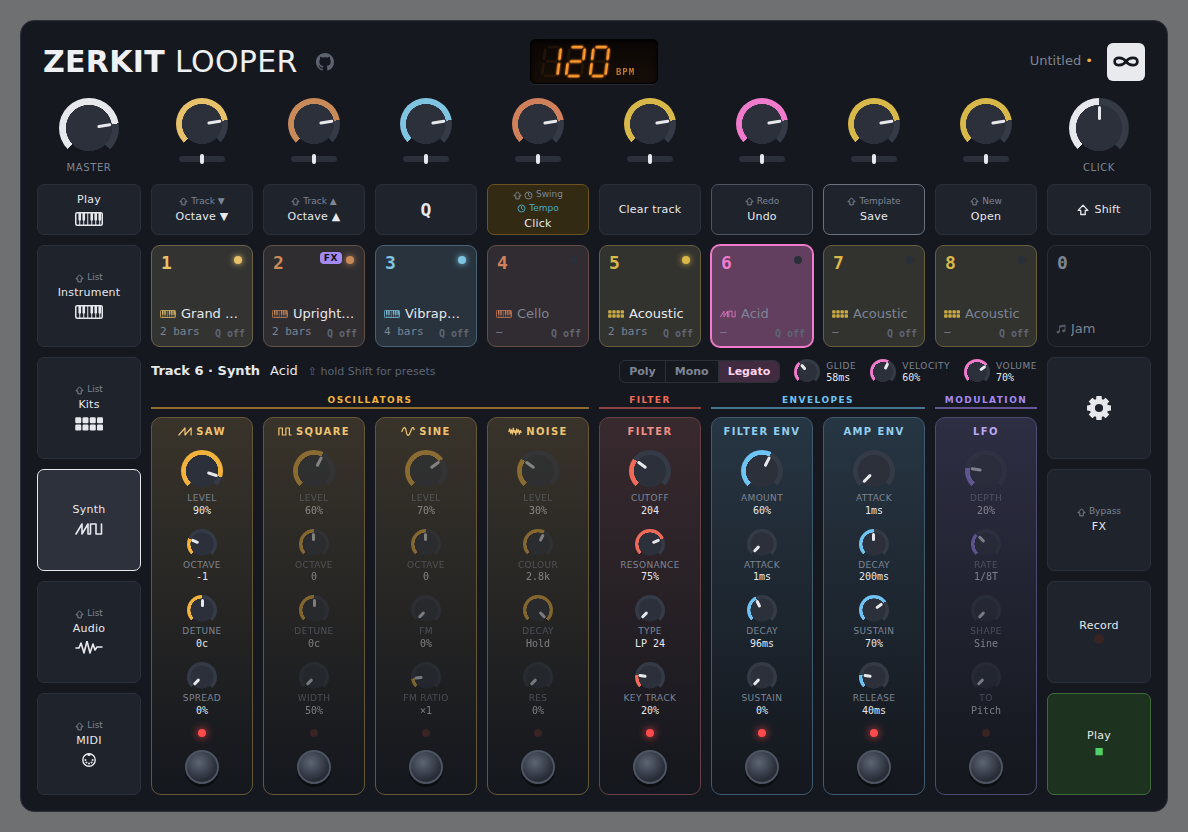 ZERKIT LOOPER
120 BPM
Untitled •
MASTER
CLICK
Play
Track ▼
Octave ▼
Track ▲
Octave ▲
Q
Swing
Tempo
Click
Clear track
Redo
Undo
Template
Save
New
Open
Shift
List
Instrument
1
Grand ...
2 bars
Q off
2
FX
Upright...
2 bars
Q off
3
Vibrap...
4 bars
Q off
4
Cello
—
Q off
5
Acoustic
2 bars
Q off
6
Acid
—
Q off
7
Acoustic
—
Q off
8
Acoustic
—
Q off
0
Jam
List
Kits
Synth
List
Audio
List
MIDI
Track 6 · Synth Acid ⇧ hold Shift for presets
Poly Mono Legato
GLIDE
58ms
VELOCITY
60%
VOLUME
70%
OSCILLATORS
FILTER
ENVELOPES
MODULATION
SAW
LEVEL
90%
OCTAVE
-1
DETUNE
0c
SPREAD
0%
SQUARE
LEVEL
60%
OCTAVE
0
DETUNE
0c
WIDTH
50%
SINE
LEVEL
70%
OCTAVE
0
FM
0%
FM RATIO
×1
NOISE
LEVEL
30%
COLOUR
2.8k
DECAY
Hold
RES
0%
FILTER
CUTOFF
204
RESONANCE
75%
TYPE
LP 24
KEY TRACK
20%
FILTER ENV
AMOUNT
60%
ATTACK
1ms
DECAY
96ms
SUSTAIN
0%
AMP ENV
ATTACK
1ms
DECAY
200ms
SUSTAIN
70%
RELEASE
40ms
LFO
DEPTH
20%
RATE
1/8T
SHAPE
Sine
TO
Pitch
Bypass
FX
Record
Play